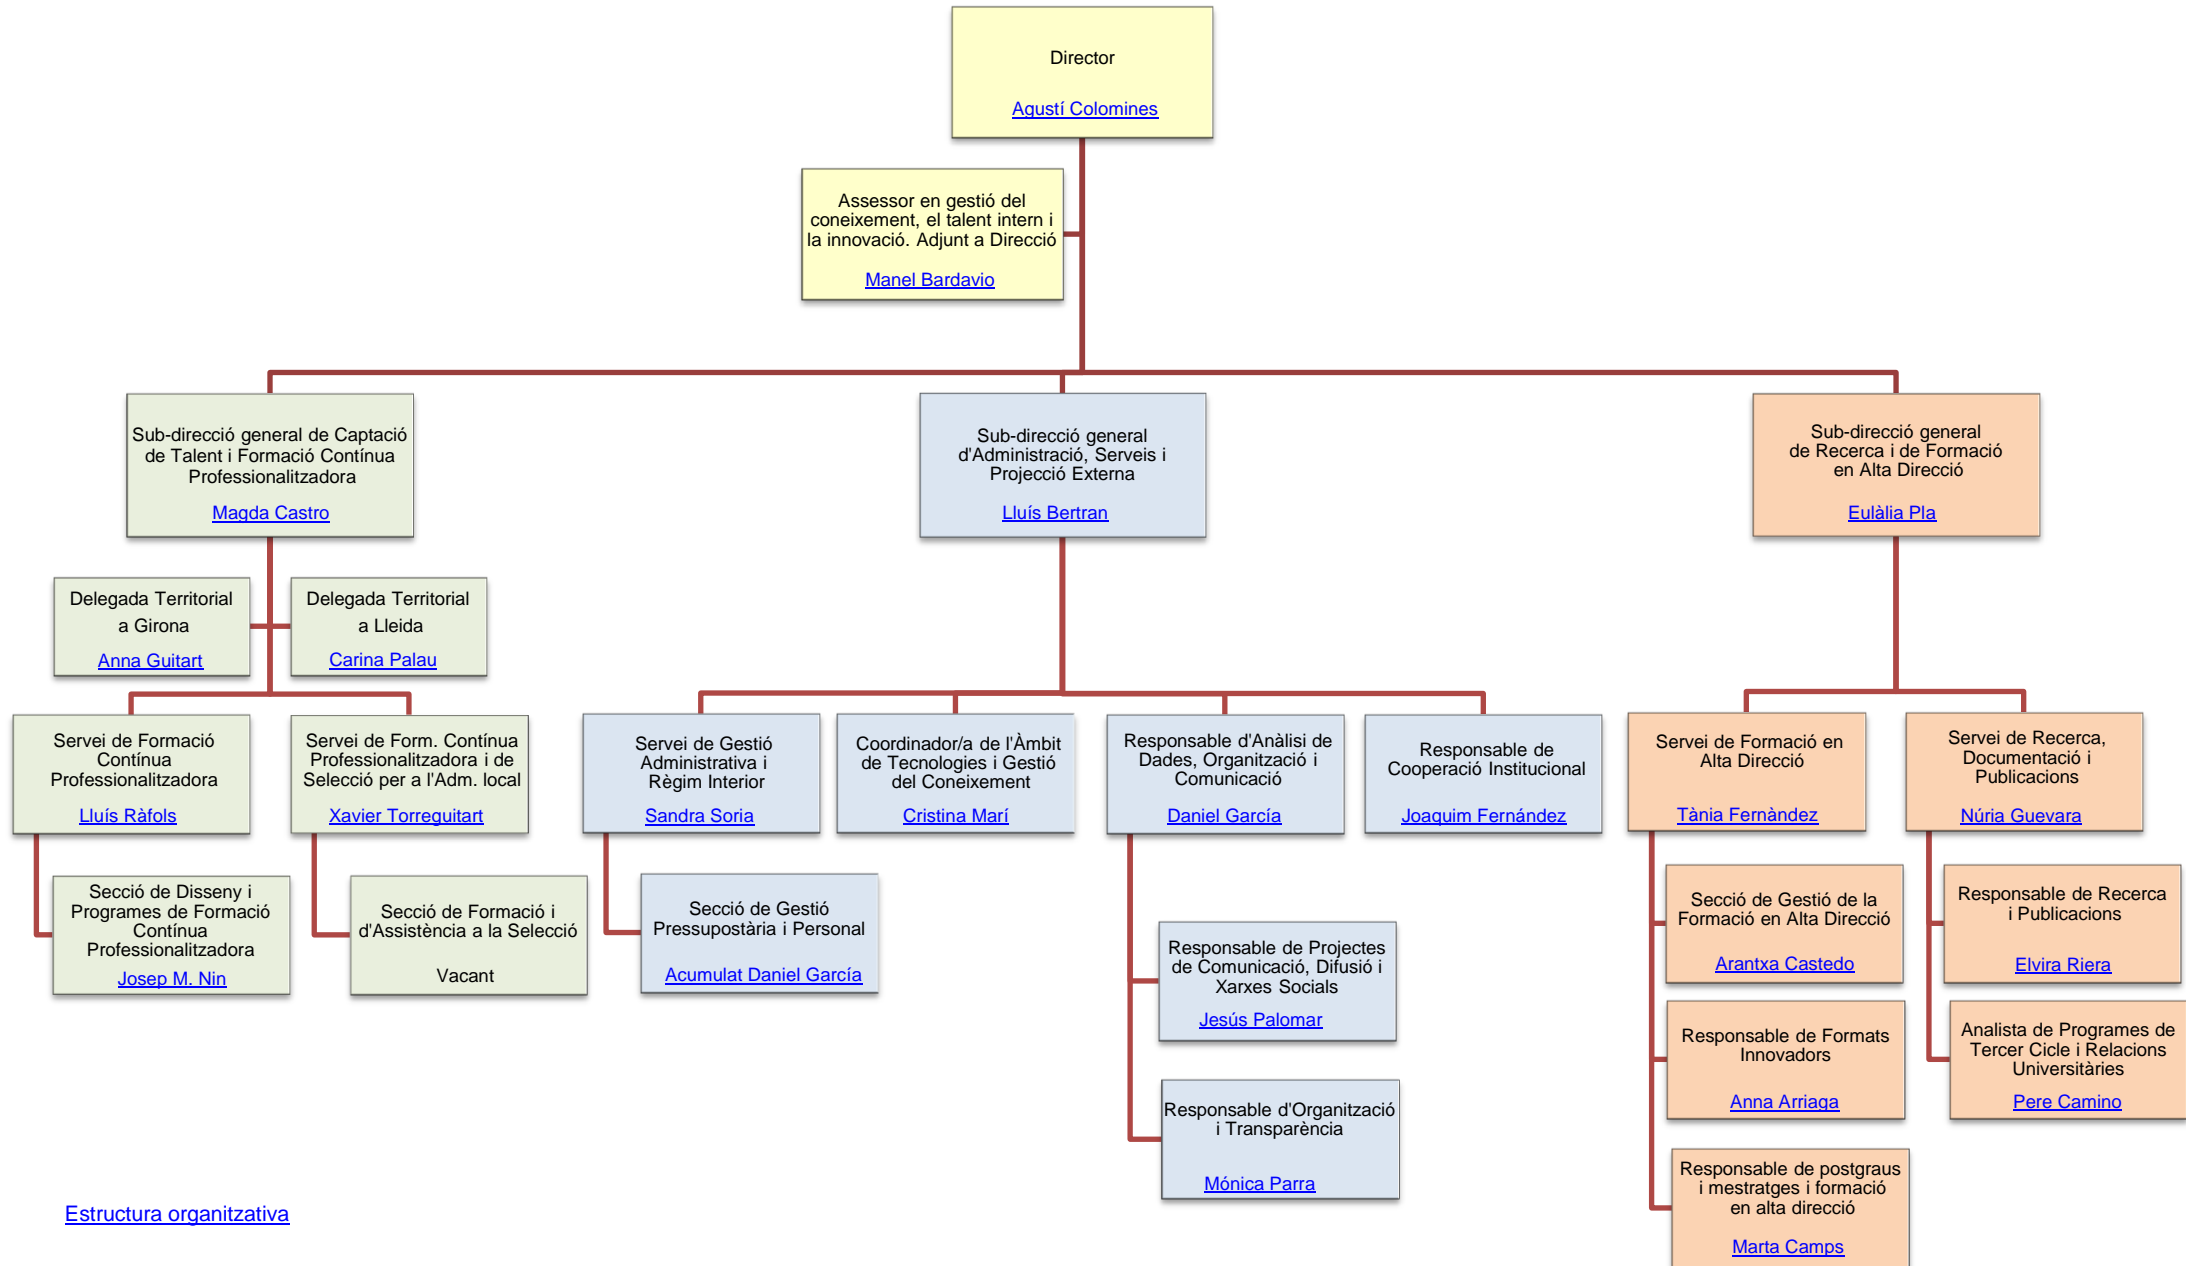 Director
Agustí Colomines
Assessor en gestió del
coneixement, el talent intern i
la innovació. Adjunt a Direcció
Manel Bardavio
Sub-direcció general de Captació
de Talent i Formació Contínua
Professionalitzadora
Magda Castro
Sub-direcció general
d'Administració, Serveis i
Projecció Externa
Lluís Bertran
Sub-direcció general
de Recerca i de Formació
en Alta Direcció
Eulàlia Pla
Delegada Territorial
a Girona
Anna Guitart
Delegada Territorial
a Lleida
Carina Palau
Servei de Formació
Contínua
Professionalitzadora
Lluís Ràfols
Servei de Form. Contínua
Professionalitzadora i de
Selecció per a l'Adm. local
Xavier Torreguitart
Servei de Gestió
Administrativa i
Règim Interior
Sandra Soria
Coordinador/a de l'Àmbit
de Tecnologies i Gestió
del Coneixement
Cristina Marí
Responsable d'Anàlisi de
Dades, Organització i
Comunicació
Daniel García
Responsable de
Cooperació Institucional
Joaquim Fernández
Servei de Formació en
Alta Direcció
Tània Fernàndez
Servei de Recerca,
Documentació i
Publicacions
Núria Guevara
Secció de Disseny i
Programes de Formació
Contínua
Professionalitzadora
Josep M. Nin
Secció de Formació i
d'Assistència a la Selecció
Vacant
Secció de Gestió
Pressupostària i Personal
Acumulat Daniel García
Responsable de Projectes
de Comunicació, Difusió i
Xarxes Socials
Jesús Palomar
Responsable d'Organització
i Transparència
Mónica Parra
Secció de Gestió de la
Formació en Alta Direcció
Arantxa Castedo
Responsable de Recerca
i Publicacions
Elvira Riera
Responsable de Formats
Innovadors
Anna Arriaga
Analista de Programes de
Tercer Cicle i Relacions
Universitàries
Pere Camino
Responsable de postgraus
i mestratges i formació
en alta direcció
Marta Camps
Estructura organitzativa